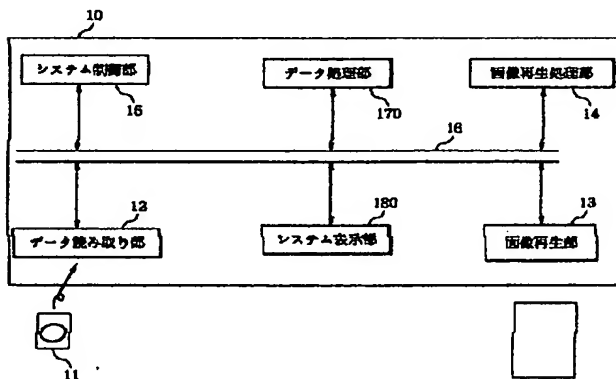 10
システム制御部
データ処理部
画像再生処理部
15
170
14
16
12
180
13
データ読み取り部
システム表示部
画像再生部
11